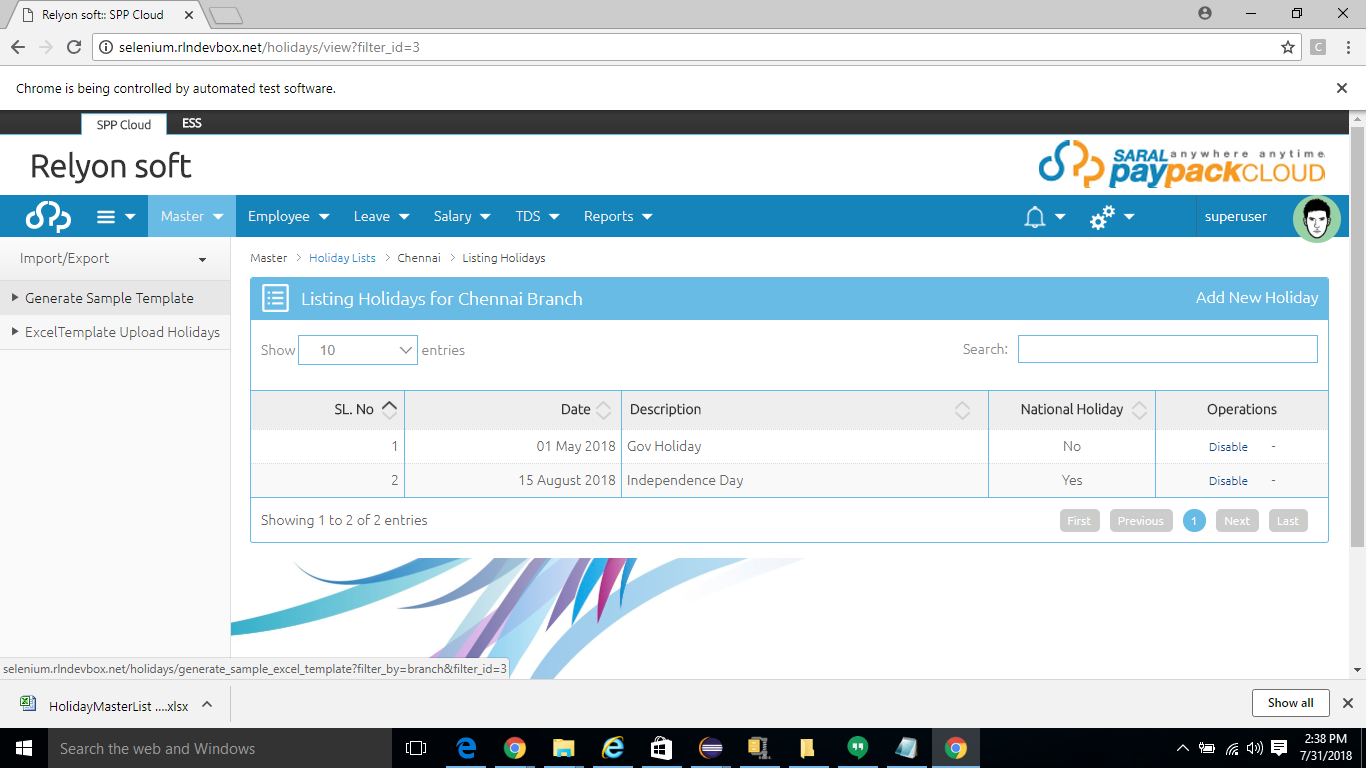 Relyon soft:: SPP Cloud
selenium.rlndevbox.net/holidays/view?filter_id=3
C
Chrome is being controlled by automated test software.
SPP Cloud ESS
Relyon soft
SARAL anywhere anytime
paypackCLOUD
Master Employee Leave Salary TDS Reports superuser
Import/Export
Generate Sample Template
ExcelTemplate Upload Holidays
Master > Holiday Lists > Chennai > Listing Holidays
Listing Holidays for Chennai Branch Add New Holiday
Show 10 entries Search:
SL. No Date Description National Holiday Operations
1 01 May 2018 Gov Holiday No Disable -
2 15 August 2018 Independence Day Yes Disable -
Showing 1 to 2 of 2 entries First Previous 1 Next Last
selenium.rlndevbox.net/holidays/generate_sample_excel_template?filter_by=branch&filter_id=3
HolidayMasterList ....xlsx Show all
Search the web and Windows
2:38 PM
7/31/2018